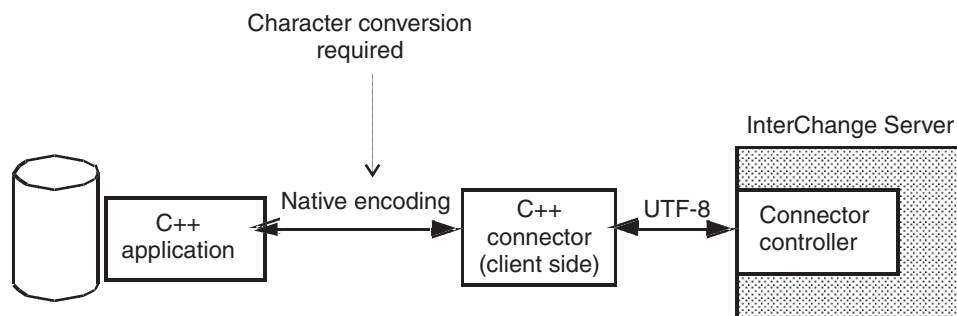 Character conversion
required
InterChange Server
C++
application
Native encoding
C++
connector
(client side)
UTF-8
Connector
controller